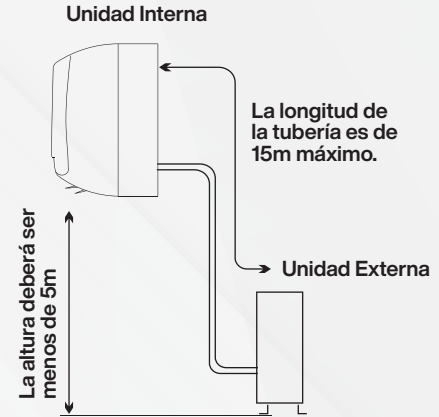 Unidad Interna
La longitud de
la tubería es de
15m máximo.
Unidad Externa
La altura deberá ser
menos de 5m